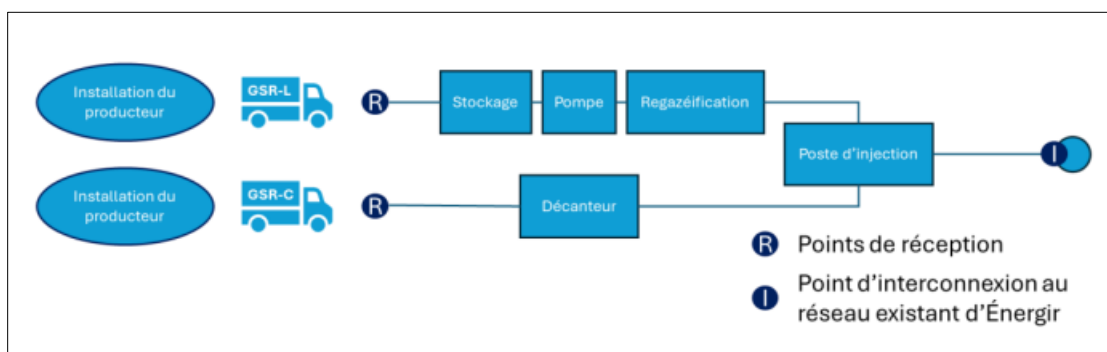 Installation du
producteur
GSR-L
R
Stockage
Pompe
Regazéification
Poste d'injection
I
Installation du
producteur
GSR-C
R
Décanteur
R Points de réception
I Point d'interconnexion au
réseau existant d'Énergir